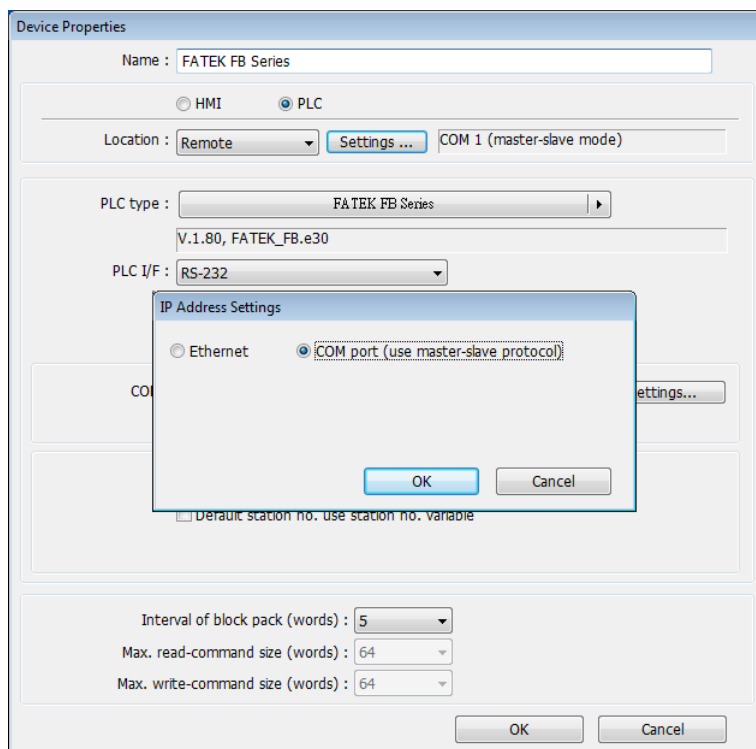 Device Properties
Name : FATEK FB Series
HMI PLC
Location : Remote Settings ... COM 1 (master-slave mode)
PLC type : FATEK FB Series
V.1.80, FATEK_FB.e30
PLC I/F : RS-232
IP Address Settings
Ethernet COM port (use master-slave protocol)
COM ettings...
OK Cancel
Default station no. use station no. variable
Interval of block pack (words) : 5
Max. read-command size (words) : 64
Max. write-command size (words) : 64
OK Cancel